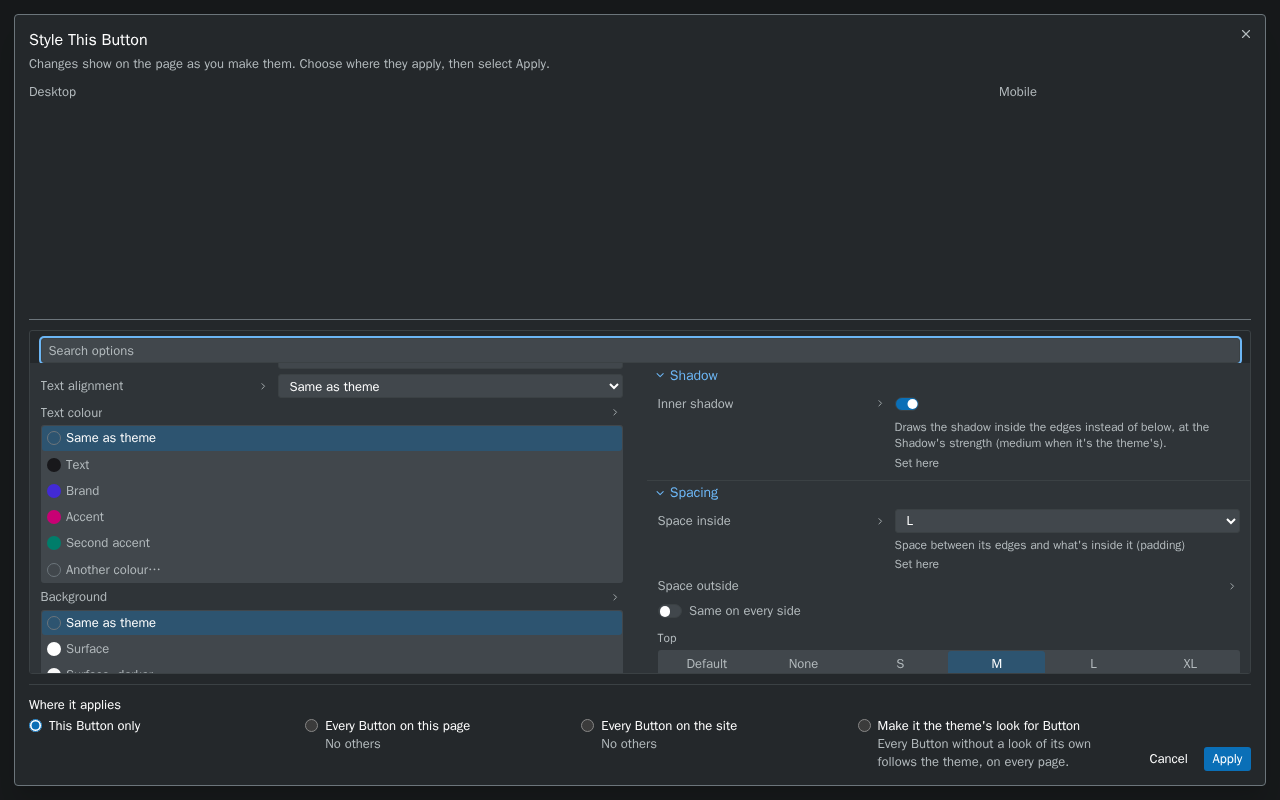 Style This Button
Changes show on the page as you make them. Choose where they apply, then select Apply.
Desktop
Mobile
Search options
Text alignment
Same as theme
Text colour
Same as theme
Text
Brand
Accent
Second accent
Another colour···
Background
Same as theme
Surface
Shadow
Inner shadow
Draws the shadow inside the edges instead of below, at the
Shadow's strength (medium when it's the theme's).
Set here
Spacing
Space inside
L
Space between its edges and what's inside it (padding)
Set here
Space outside
Same on every side
Top
Default None S M L XL
Where it applies
This Button only
Every Button on this page
No others
Every Button on the site
No others
Make it the theme's look for Button
Every Button without a look of its own
follows the theme, on every page.
Cancel
Apply